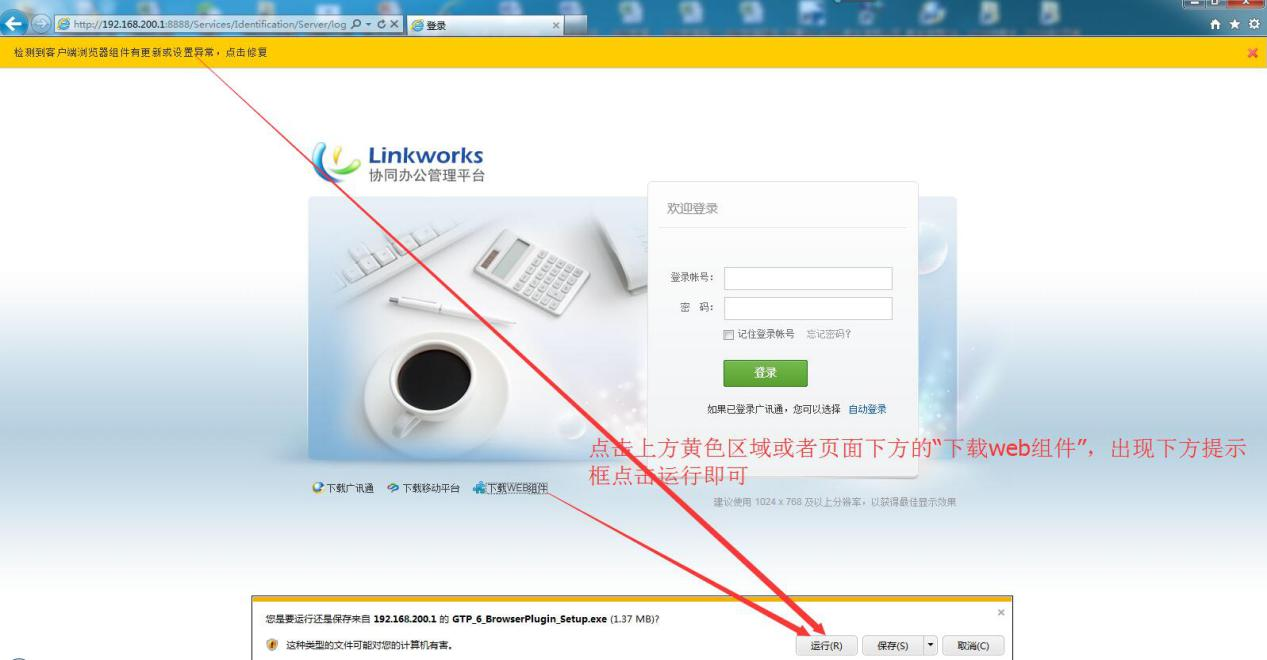 http://192.168.200.1:8888/Services/Identification/Server/log
登录
检测到客户端浏览器组件有更新或设置异常，点击修复
Linkworks
协同办公管理平台
欢迎登录
登录帐号：
密 码：
记住登录帐号 忘记密码?
登录
如果已登录广讯通，您可以选择 自动登录
点击上方黄色区域或者页面下方的“下载web组件”，出现下方提示
框点击运行即可
下载广讯通 下载移动平台 下载WEB组件
建议使用 1024 x 768 及以上分辨率，以获得最佳显示效果
您是要运行还是保存来自 192.168.200.1 的 GTP_6_BrowserPlugin_Setup.exe (1.37 MB)?
这种类型的文件可能对您的计算机有害。
运行(R) 保存(S) 取消(C)